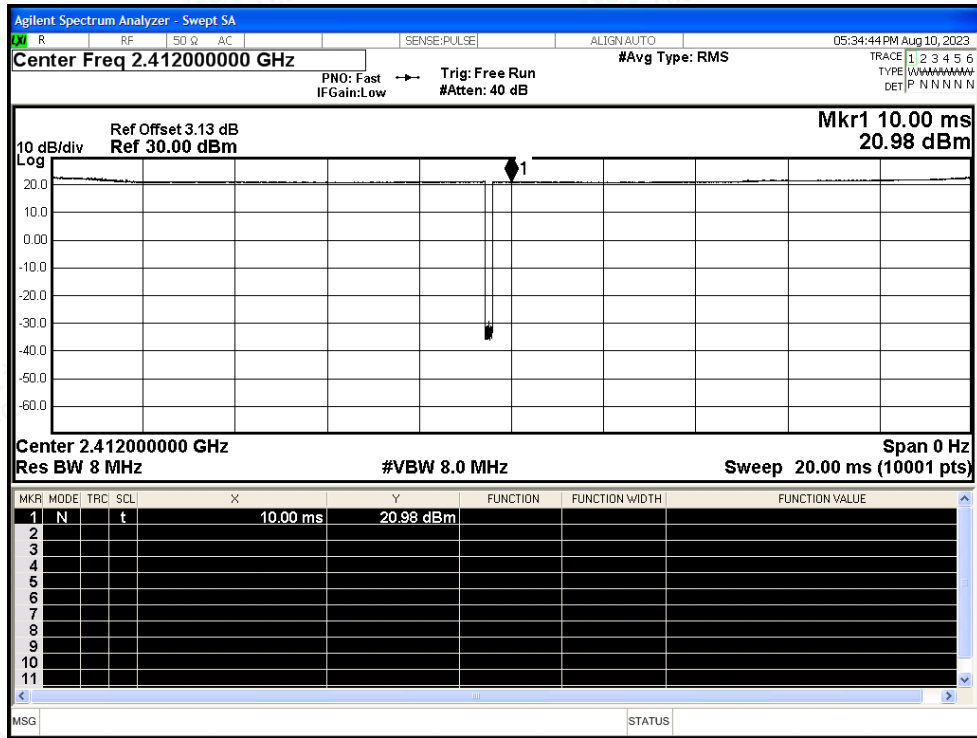 Agilent Spectrum Analyzer - Swept SA
LXI R RF 50 Ω AC SENSE:PULSE ALIGN AUTO 05:34:44 PM Aug 10, 2023
Center Freq 2.412000000 GHz
#Avg Type: RMS
TRACE 1 2 3 4 5 6
PNO: Fast Trig: Free Run
TYPE
IFGain:Low #Atten: 40 dB
DET P N N N N N
Mkr1 10.00 ms
Ref Offset 3.13 dB
10 dB/div Ref 30.00 dBm
20.98 dBm
Log
1
20.0
10.0
0.00
-10.0
-20.0
-30.0
-40.0
-50.0
-60.0
Center 2.412000000 GHz Span 0 Hz
Res BW 8 MHz #VBW 8.0 MHz Sweep 20.00 ms (10001 pts)
MKR MODE TRC SCL X Y FUNCTION FUNCTION WIDTH FUNCTION VALUE
1 N t 10.00 ms 20.98 dBm
2
3
4
5
6
7
8
9
10
11
MSG STATUS